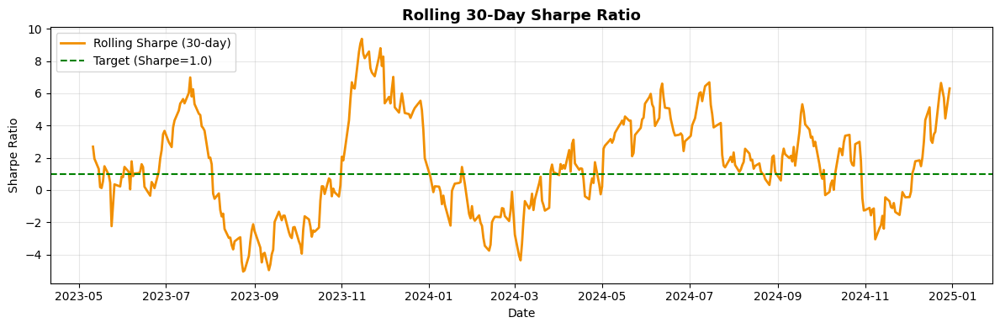 Rolling 30-Day Sharpe Ratio
Rolling Sharpe (30-day)
Target (Sharpe=1.0)
Sharpe Ratio
10
8
6
4
2
0
−2
−4
2023-05 2023-07 2023-09 2023-11 2024-01 2024-03 2024-05 2024-07 2024-09 2024-11 2025-01
Date